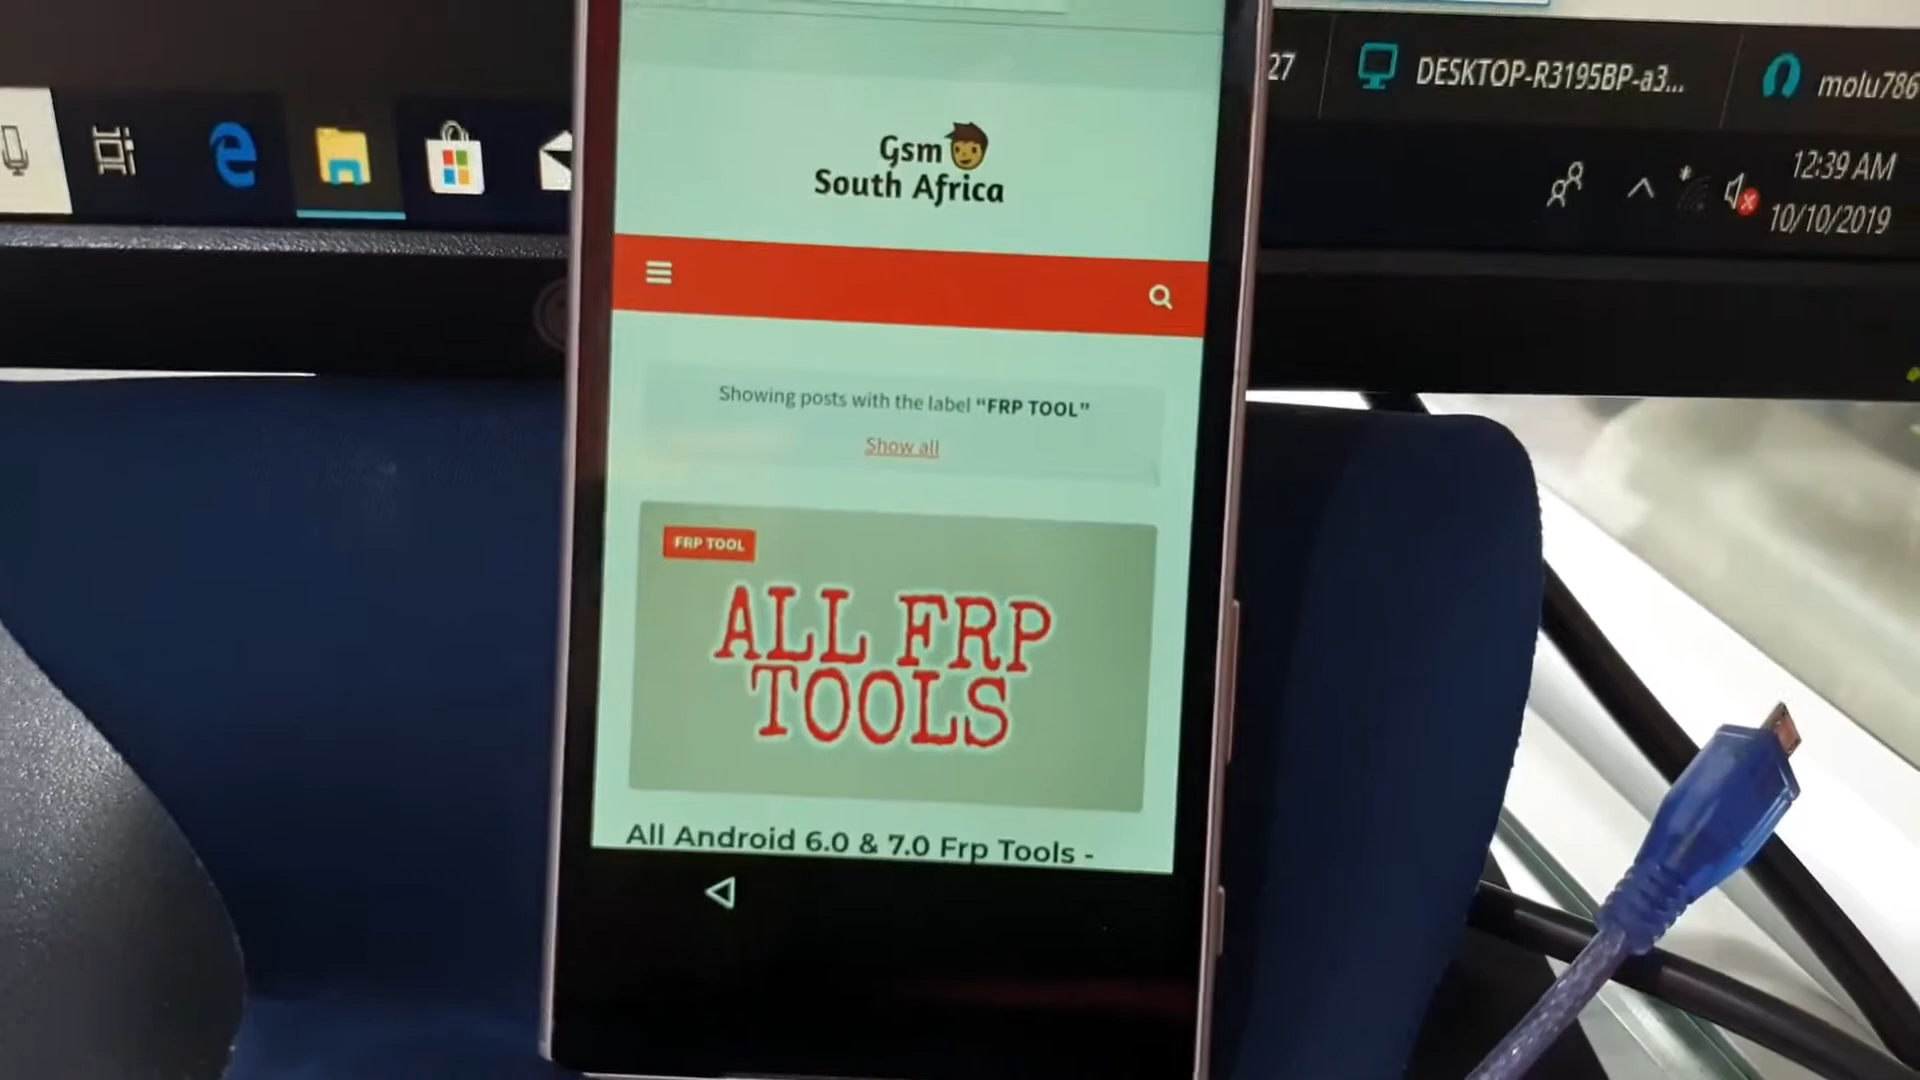 27
DESKTOP-R3195BP-a3...
molu786
12:39 AM
10/10/2019
Gsm
South Africa
Showing posts with the label “FRP TOOL”
Show all
FRP TOOL
ALL FRP
TOOLS
All Android 6.0 & 7.0 Frp Tools -